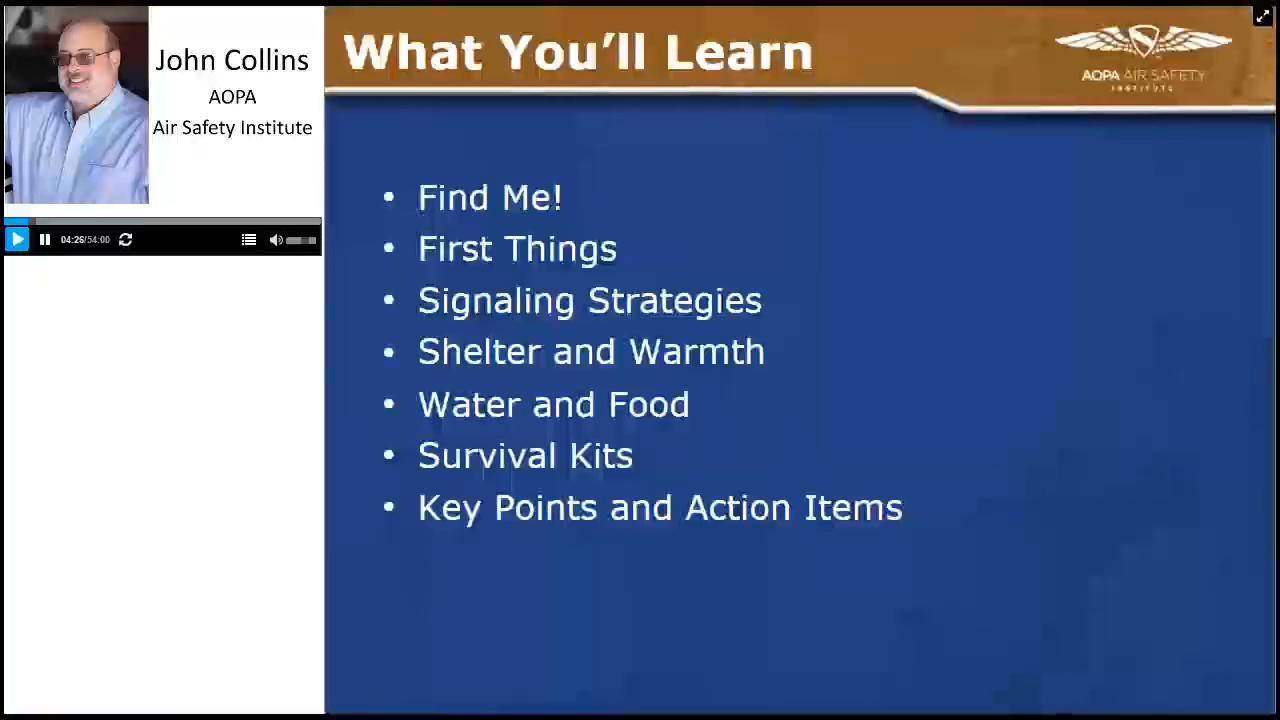 John Collins
AOPA
Air Safety Institute
04:26/54:00
What You'll Learn
AOPA AIR SAFETY
INSTITUTE
• Find Me!
• First Things
• Signaling Strategies
• Shelter and Warmth
• Water and Food
• Survival Kits
• Key Points and Action Items